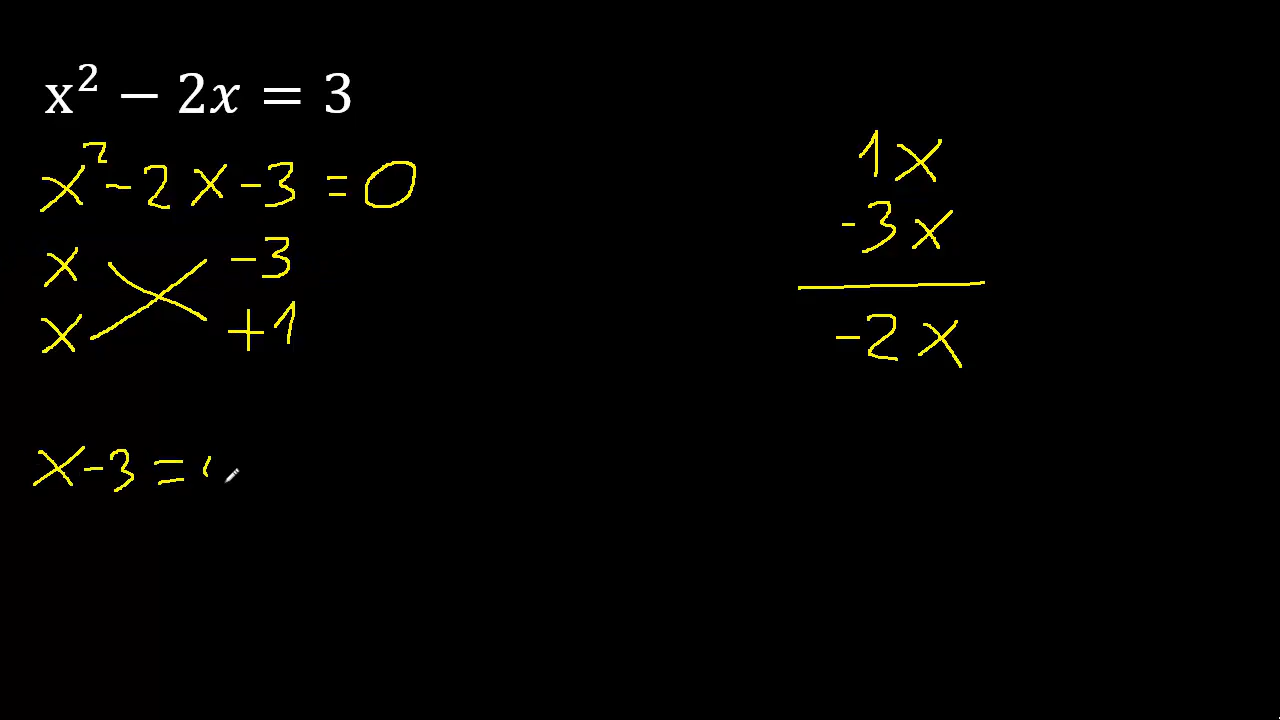 x² − 2x = 3
x² - 2x - 3 = 0
x -3
x +1
x - 3 =
1x
-3x
-2x